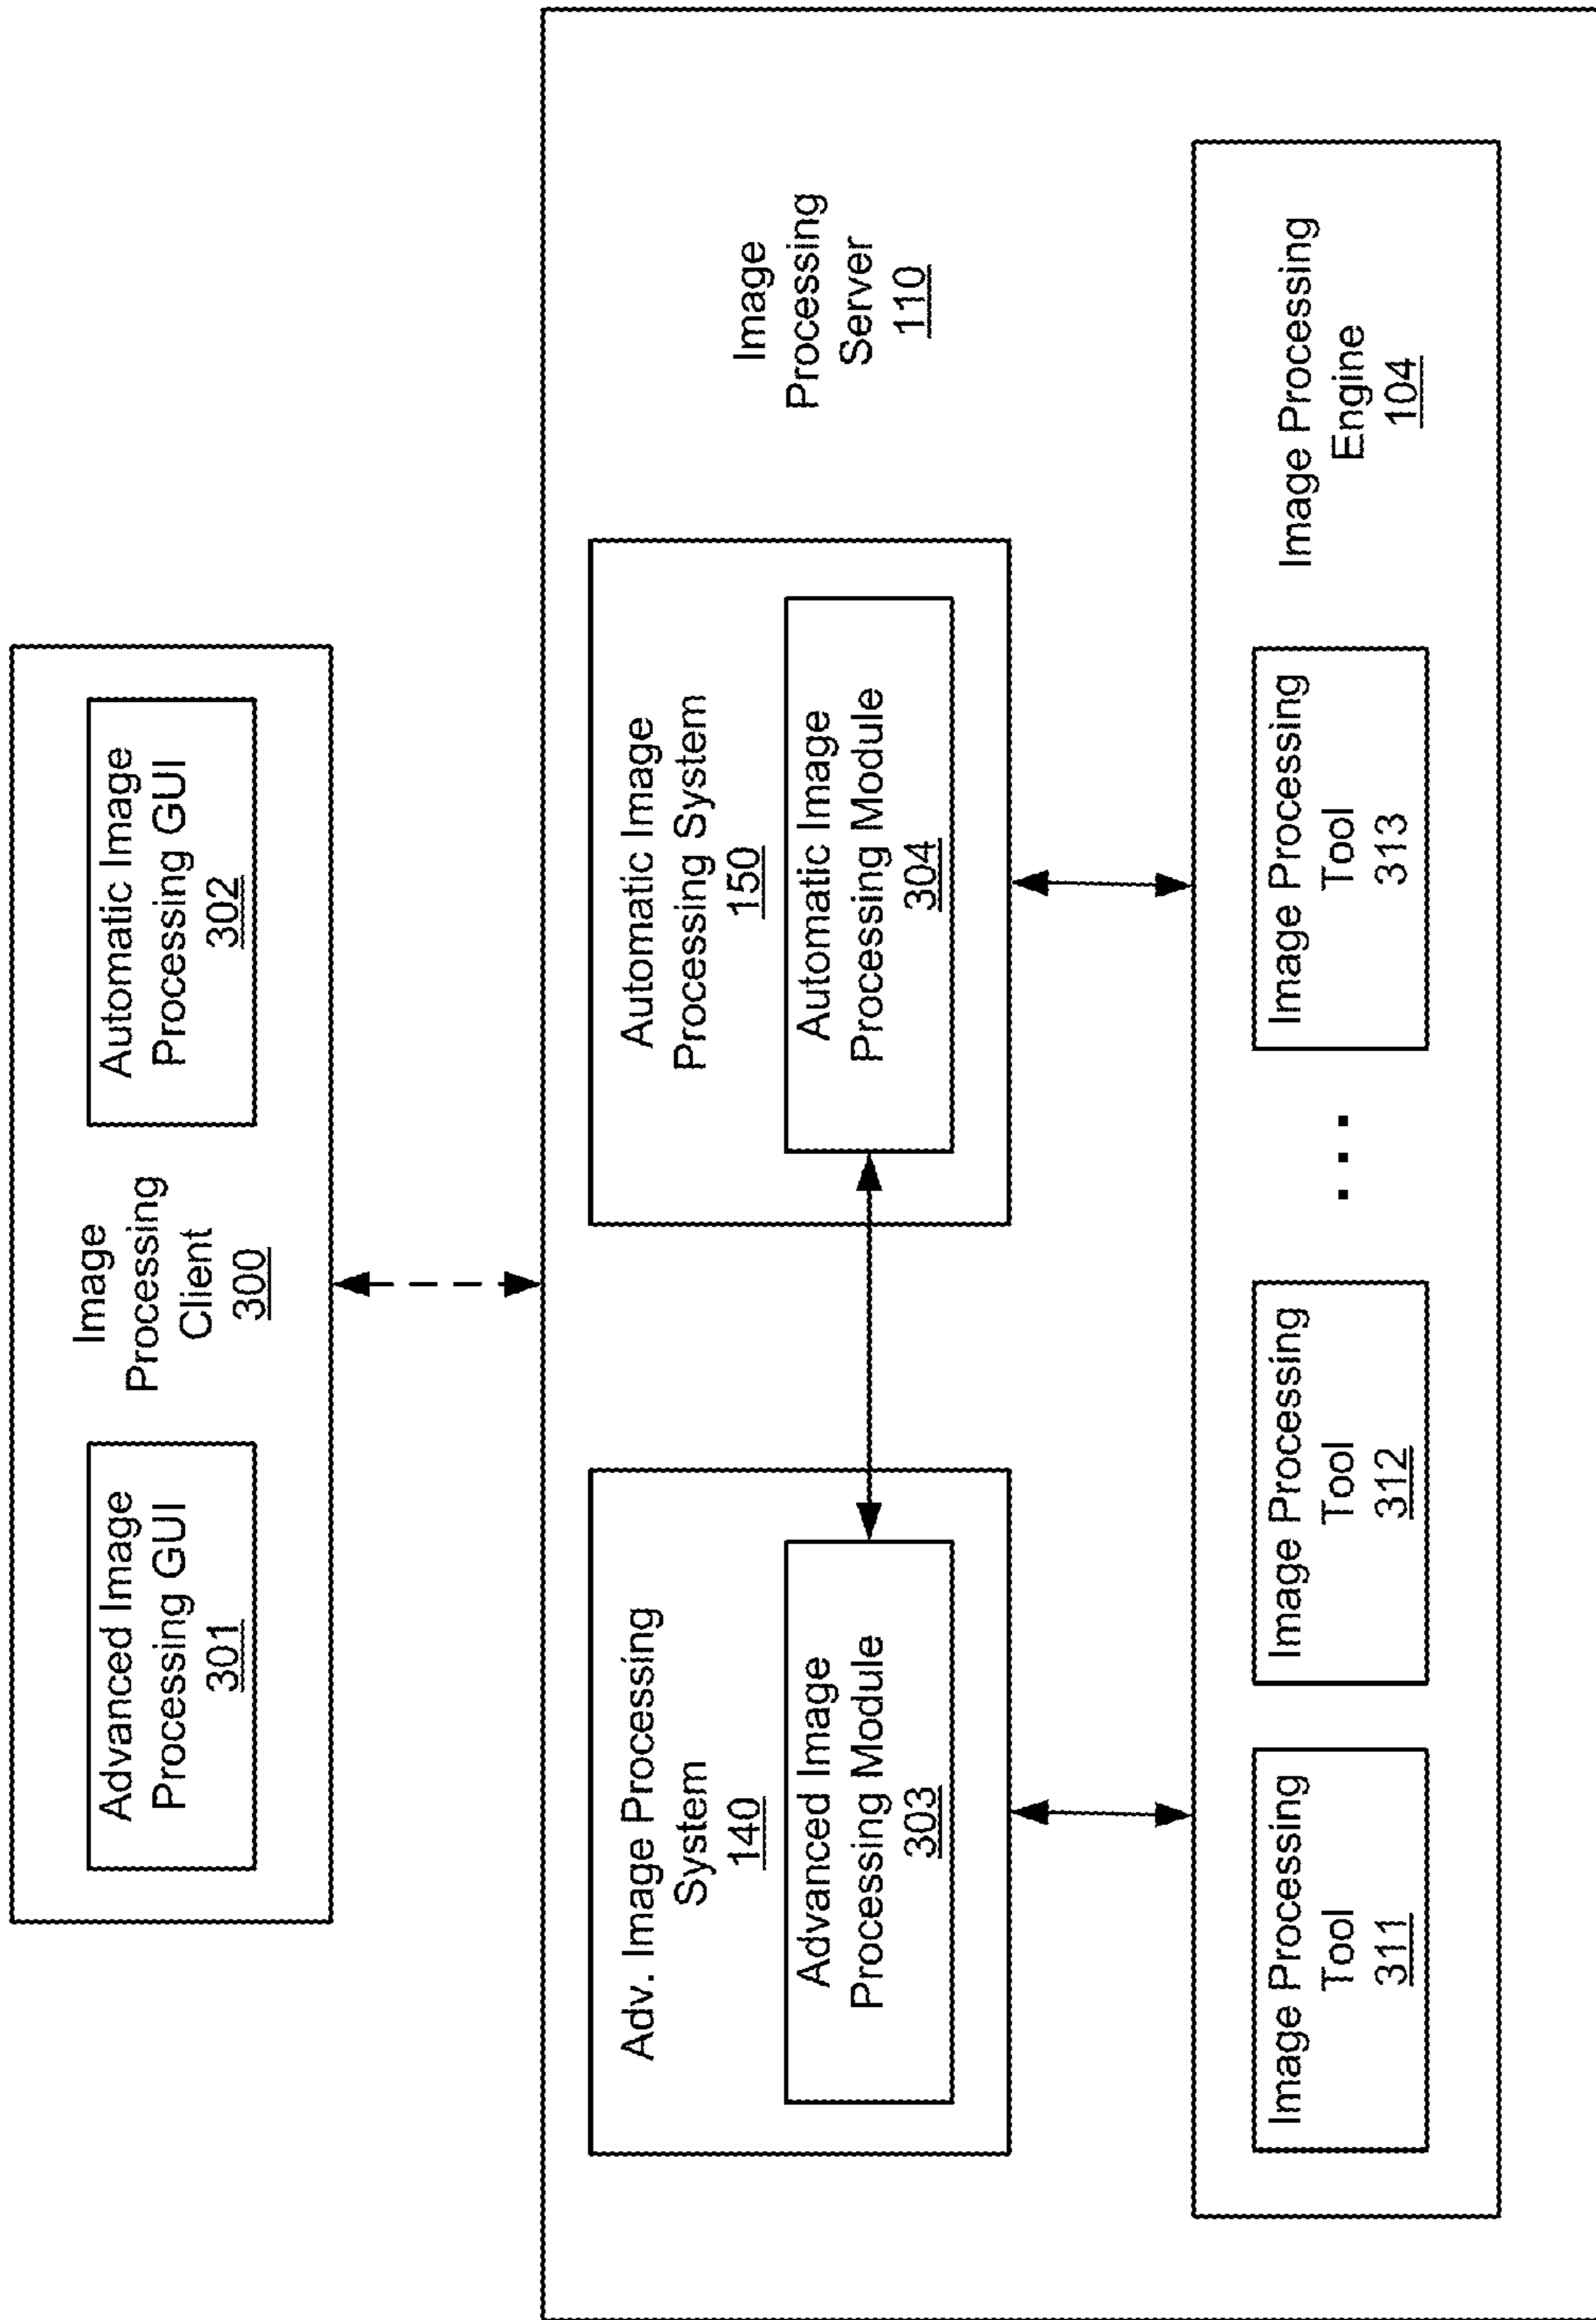 Advanced Image
Processing GUI
301
Image
Processing
Client
300
Automatic Image
Processing GUI
302
Adv. Image Processing
System
140
Advanced Image
Processing Module
303
Automatic Image
Processing System
150
Automatic Image
Processing Module
304
Image
Processing
Server
110
Image Processing
Tool
311
Image Processing
Tool
312
. . .
Image Processing
Tool
313
Image Processing
Engine
104